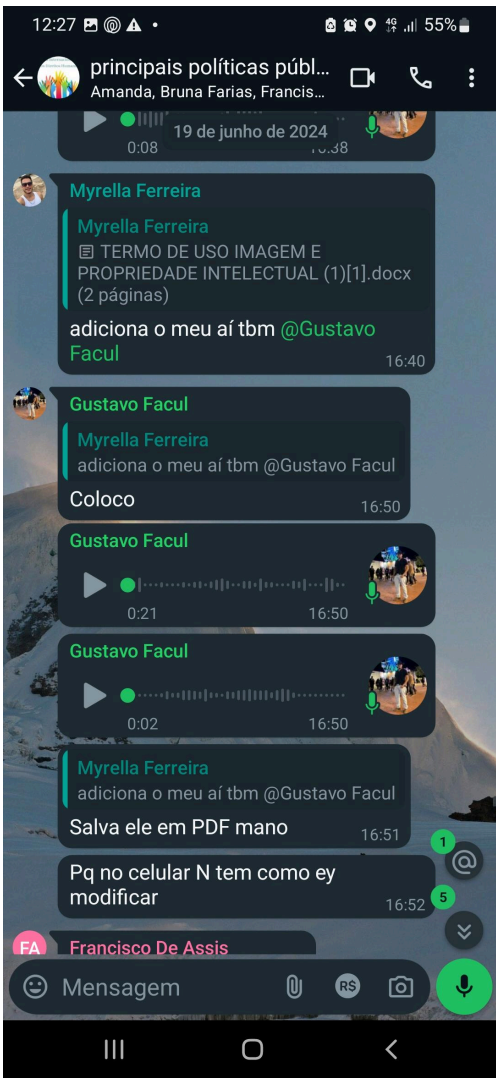 12:27
4G
55%
principais políticas públ...
Amanda, Bruna Farias, Francis...
19 de junho de 2024
0:08
Myrella Ferreira
Myrella Ferreira
TERMO DE USO IMAGEM E
PROPRIEDADE INTELECTUAL (1)[1].docx
(2 páginas)
adiciona o meu aí tbm @Gustavo
Facul
16:40
Gustavo Facul
Myrella Ferreira
adiciona o meu aí tbm @Gustavo Facul
Coloco
16:50
Gustavo Facul
0:21
16:50
Gustavo Facul
0:02
16:50
Myrella Ferreira
adiciona o meu aí tbm @Gustavo Facul
Salva ele em PDF mano
16:51
1
@
Pq no celular N tem como ey
modificar
16:52
5
FA
Francisco De Assis
Mensagem
R$